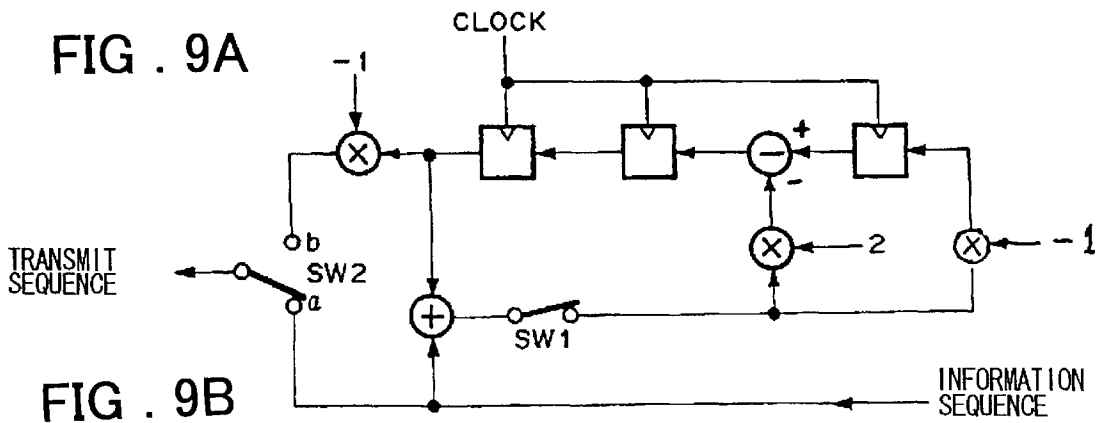 FIG . 9A
CLOCK
-1
+
-
b
SW2
a
TRANSMIT
SEQUENCE
2
-1
SW1
FIG . 9B
INFORMATION
SEQUENCE